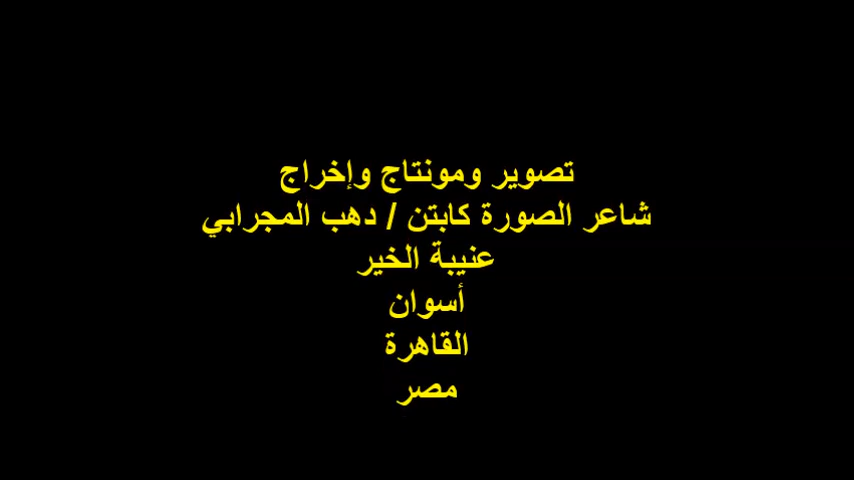 تصوير ومونتاج وإخراج
شاعر الصورة كابتن / دهب المجرابي
عنيبة الخير
أسوان
القاهرة
مصر